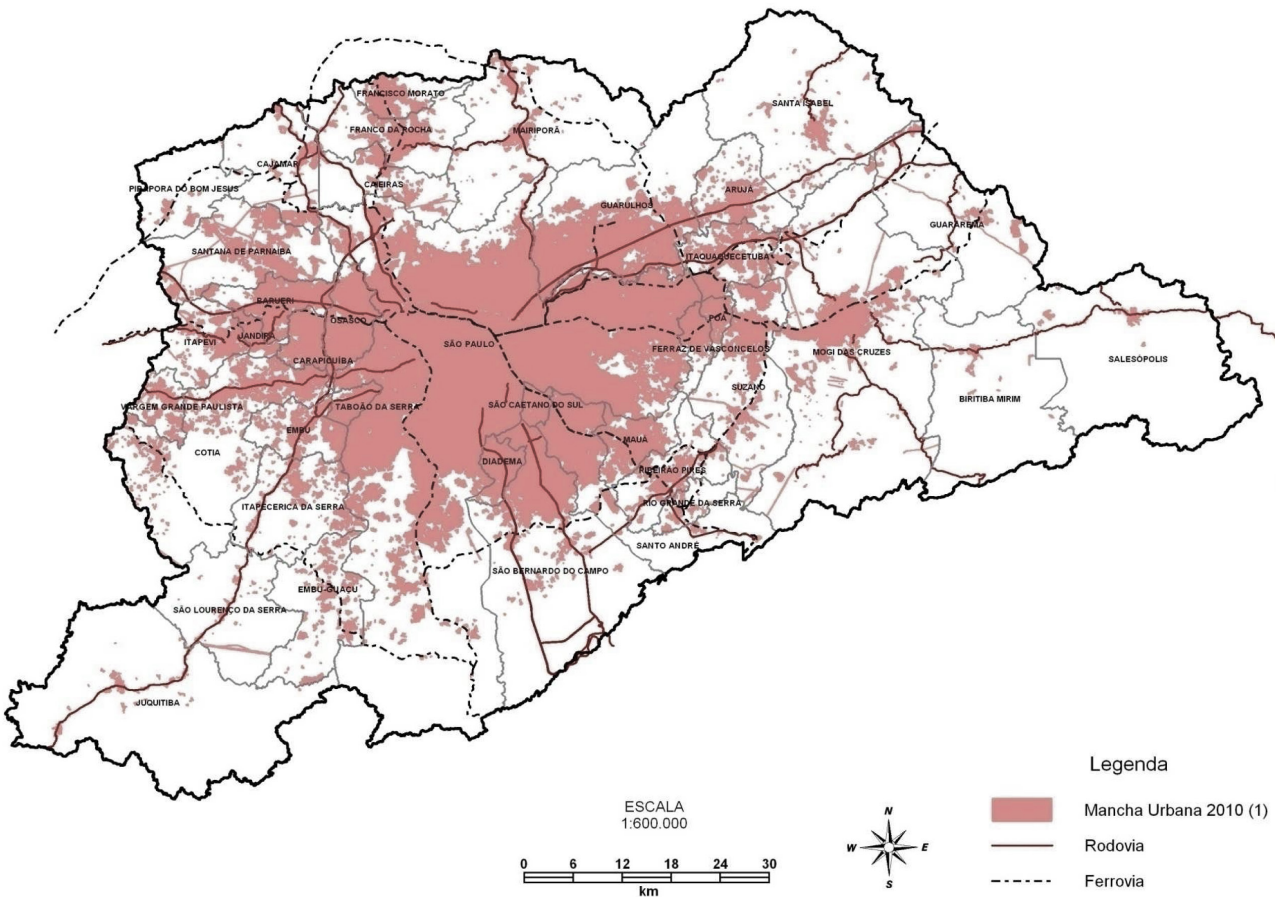 FRANCISCO MORATO
SANTA ISABEL
FRANCO DA ROCHA
MAIRIPORÃ
CAJAMAR
CAIEIRAS
PIRAPORA DO BOM JESUS
ARUJÁ
GUARULHOS
GUARAREMA
SANTANA DE PARNAIBA
ITAQUAQUECETUBA
BARUERI
OSASCO
POÁ
JANDIRA
ITAPEVI
SÃO PAULO
FERRAZ DE VASCONCELOS
MOGI DAS CRUZES
CARAPICUÍBA
SALESÓPOLIS
SUZANO
BIRITIBA MIRIM
VARGEM GRANDE PAULISTA
TABOÃO DA SERRA
SÃO CAETANO DO SUL
EMBU
MAUÁ
COTIA
DIADEMA
RIBEIRÃO PIRES
ITAPECERICA DA SERRA
RIO GRANDE DA SERRA
SANTO ANDRÉ
SÃO BERNARDO DO CAMPO
EMBU-GUAÇU
SÃO LOURENÇO DA SERRA
JUQUITIBA
Legenda
Mancha Urbana 2010 (1)
Rodovia
Ferrovia
ESCALA
1:600.000
0 6 12 18 24 30
km
N
W E
S